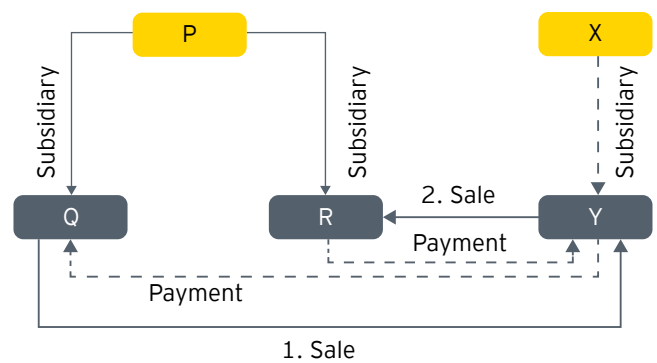 P
X
Subsidiary
Subsidiary
Subsidiary
Q
R
2. Sale
Y
Payment
Payment
1. Sale